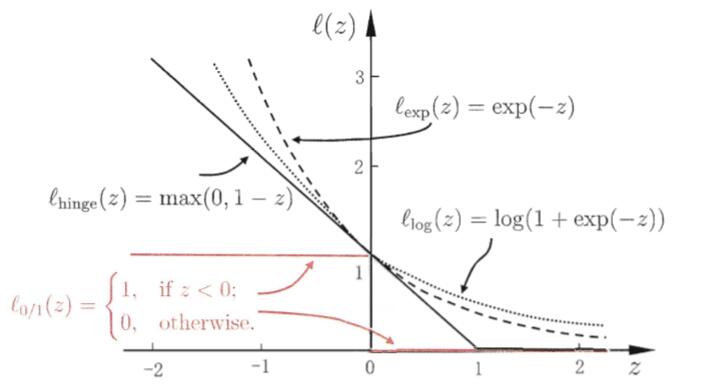 ℓ(z)
3
ℓ_exp(z) = exp(−z)
2
ℓ_hinge(z) = max(0, 1 − z)
ℓ_log(z) = log(1 + exp(−z))
1
ℓ_0/1(z) = { 1, if z < 0;
0, otherwise.
-2 -1 0 1 2 z